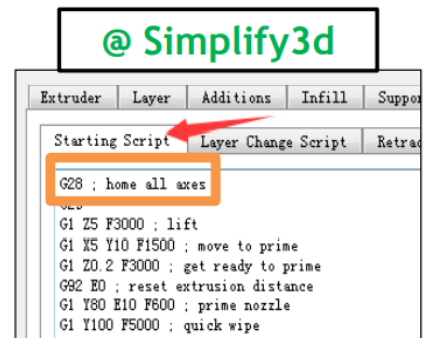 @ Simplify3d
Extruder Layer Additions Infill Suppor
Starting Script Layer Change Script Retrac
G28 ; home all axes
G29
G1 Z5 F3000 ; lift
G1 X5 Y10 F1500 ; move to prime
G1 Z0.2 F3000 ; get ready to prime
G92 E0 ; reset extrusion distance
G1 Y80 E10 F600 ; prime nozzle
G1 Y100 F5000 ; quick wipe